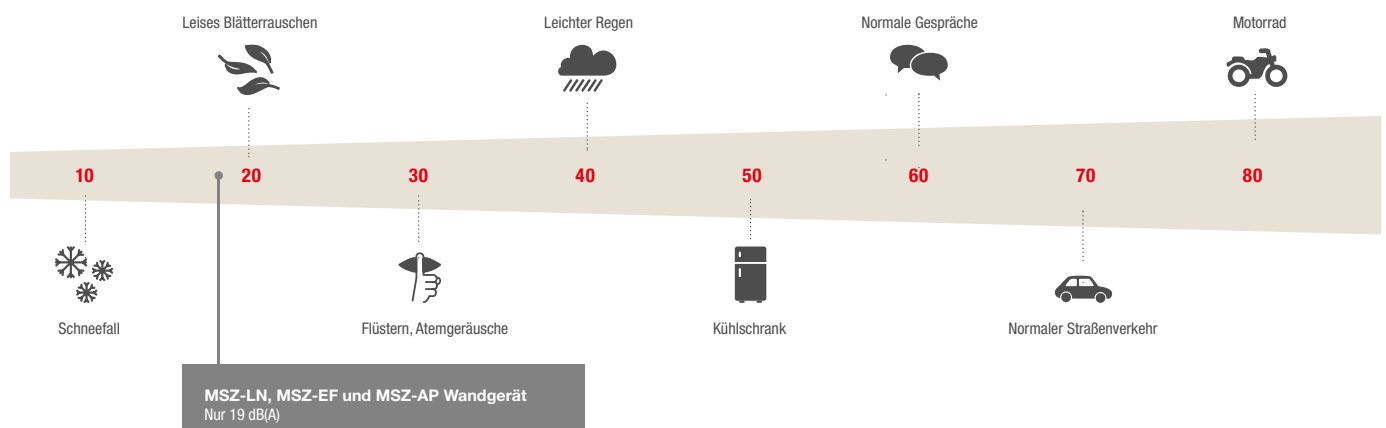 Leises Blätterrauschen
Leichter Regen
Normale Gespräche
Motorrad
10
20
30
40
50
60
70
80
Schneefall
Flüstern, Atemgeräusche
Kühlschrank
Normaler Straßenverkehr
MSZ-LN, MSZ-EF und MSZ-AP Wandgerät
Nur 19 dB(A)